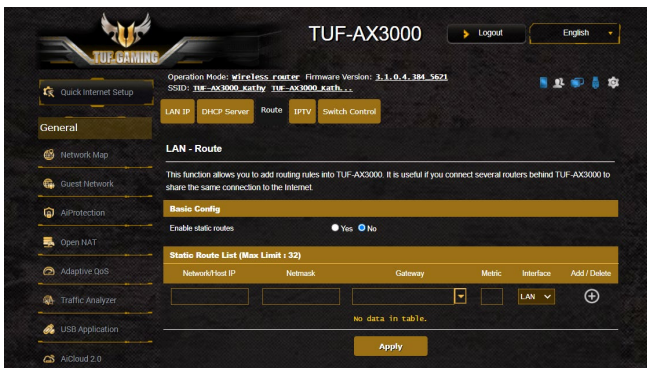 TUF GAMING
TUF-AX3000
Logout
English
Operation Mode: Wireless router Firmware Version: 3.1.0.4.384_5621
SSID: TUF-AX3000_Kathy TUF-AX3000_Kath...
Quick Internet Setup
General
Network Map
Guest Network
AiProtection
Open NAT
Adaptive QoS
Traffic Analyzer
USB Application
AiCloud 2.0
LAN IP DHCP Server Route IPTV Switch Control
LAN - Route
This function allows you to add routing rules into TUF-AX3000. It is useful if you connect several routers behind TUF-AX3000 to
share the same connection to the Internet.
Basic Config
Enable static routes Yes No
Static Route List (Max Limit : 32)
Network/Host IP Netmask Gateway Metric Interface Add / Delete
LAN
No data in table.
Apply